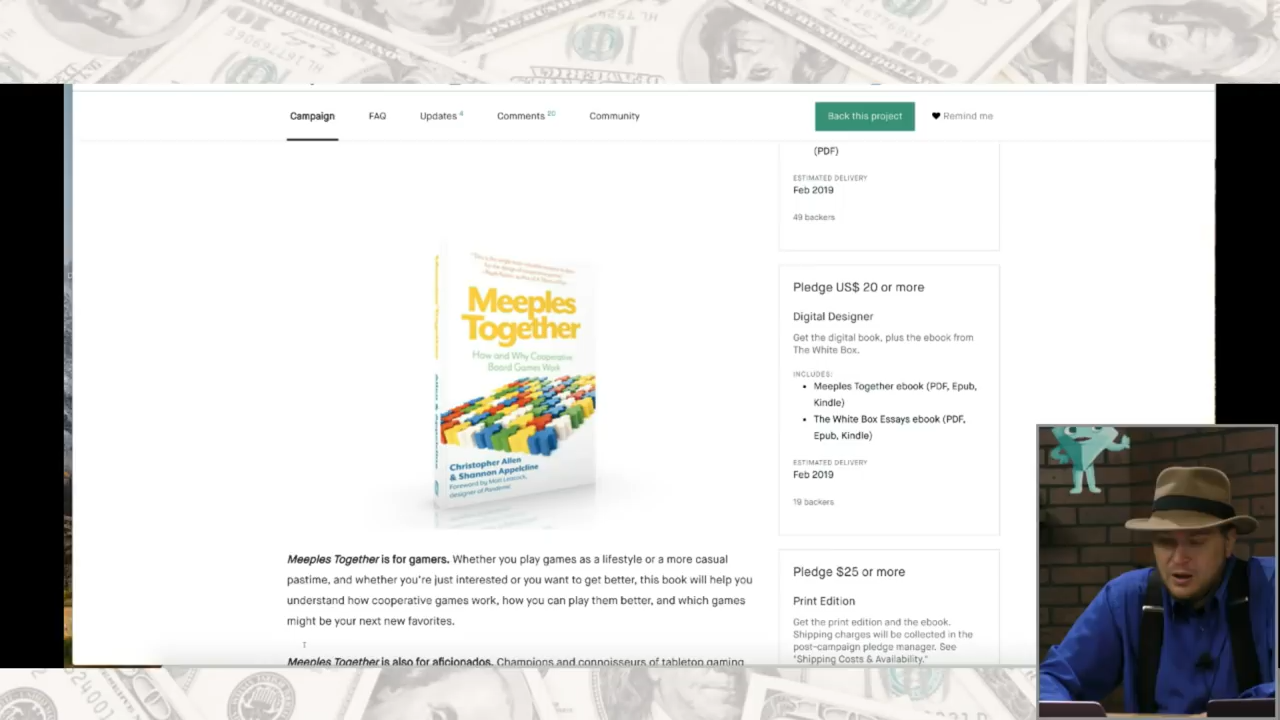 Campaign
FAQ
Updates 4
Comments 20
Community
Back this project
Remind me
(PDF)
ESTIMATED DELIVERY
Feb 2019
49 backers
Meeples
Together
How and Why Cooperative
Board Games Work
Christopher Allen
& Shannon Appelcline
Foreword by Matt Leacock,
designer of Pandemic
Meeples Together is for gamers. Whether you play games as a lifestyle or a more casual
pastime, and whether you're just interested or you want to get better, this book will help you
understand how cooperative games work, how you can play them better, and which games
might be your next new favorites.
Meeples Together is also for aficionados. Champions and connoisseurs of tabletop gaming
Pledge US$ 20 or more
Digital Designer
Get the digital book, plus the ebook from
The White Box.
INCLUDES:
Meeples Together ebook (PDF, Epub,
Kindle)
The White Box Essays ebook (PDF,
Epub, Kindle)
ESTIMATED DELIVERY
Feb 2019
19 backers
Pledge $25 or more
Print Edition
Get the print edition and the ebook.
Shipping charges will be collected in the
post-campaign pledge manager. See
"Shipping Costs & Availability."